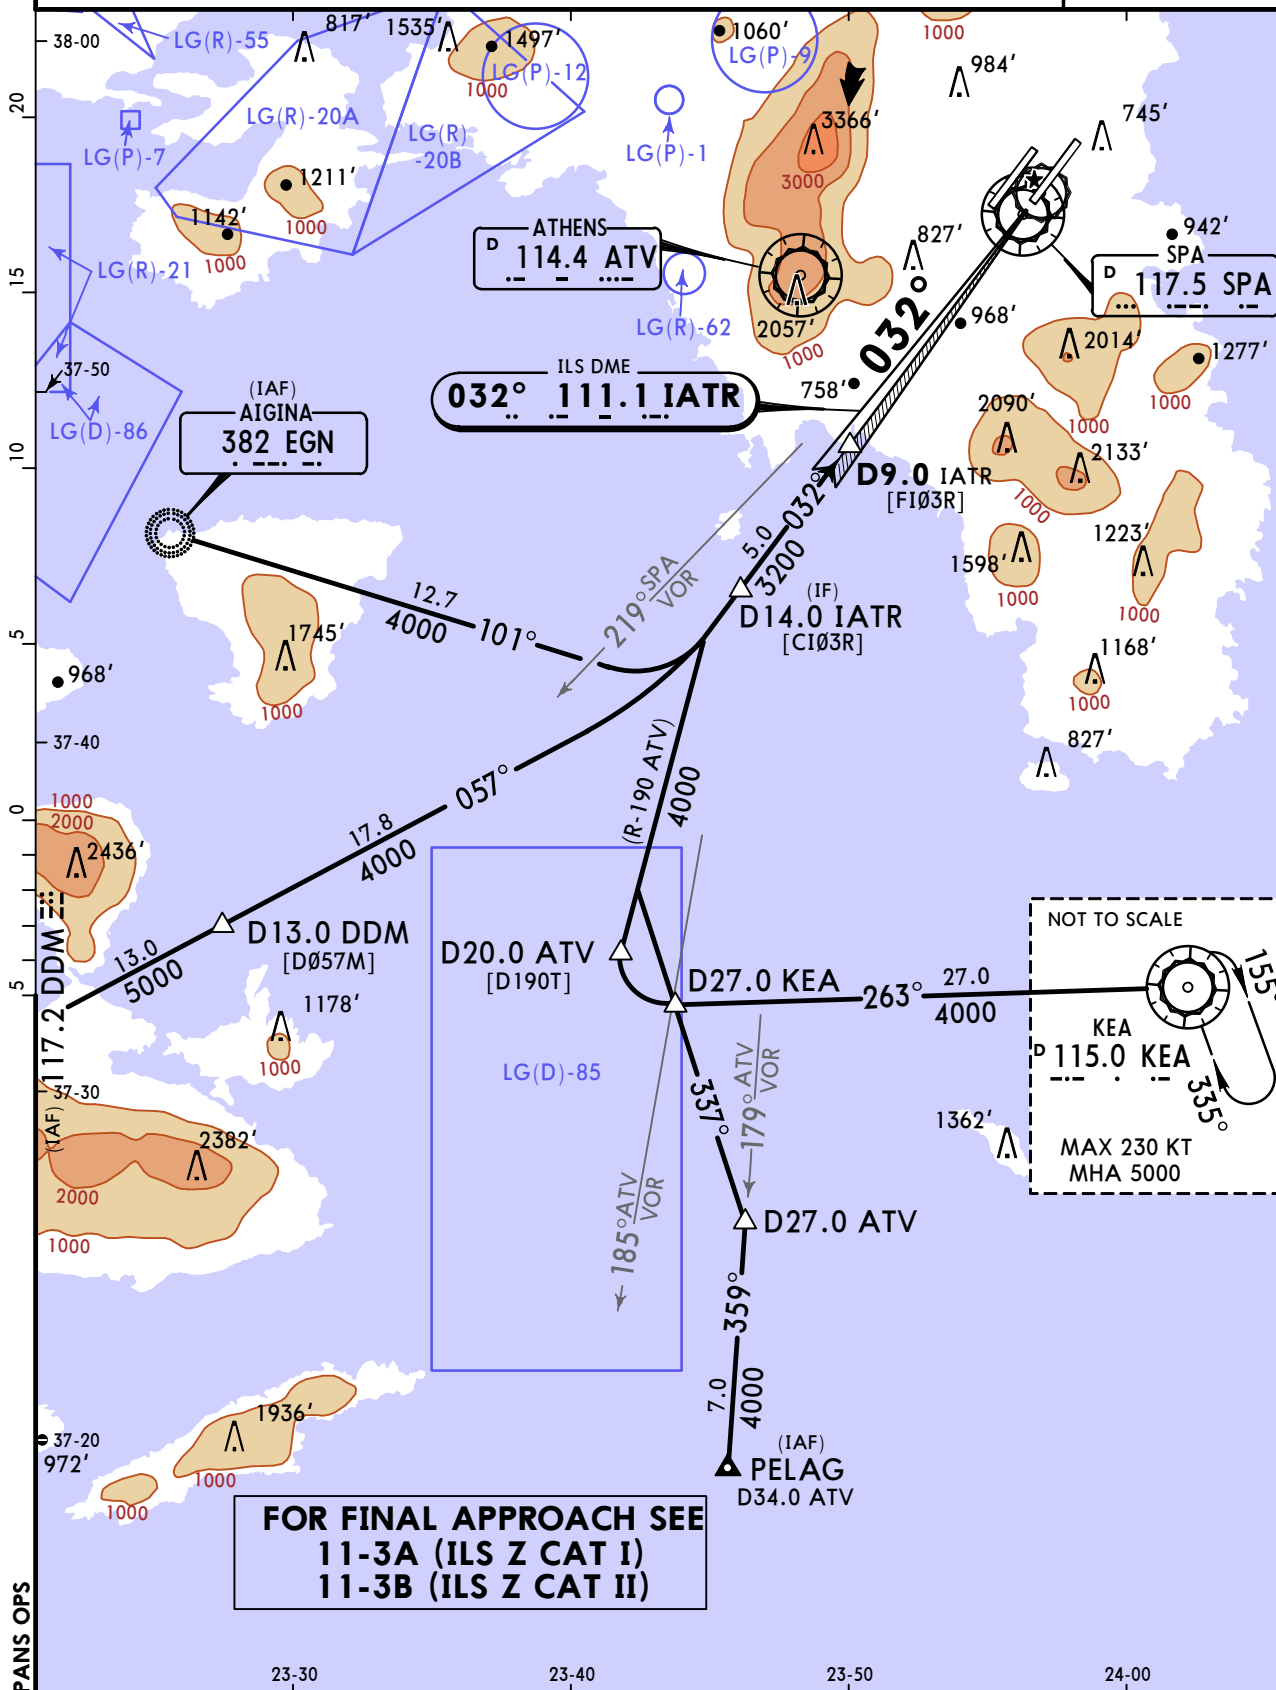 38-00
LG(R)-55
817'
1535'
1497'
LG(P)-12
1000
1060'
LG(P)-9
1000
984'
20
LG(P)-7
LG(R)-20A
LG(R)
-20B
LG(P)-1
3366'
3000
745'
1211'
1000
1142'
1000
ATHENS
D 114.4 ATV
LG(R)-21
LG(R)-62
2057'
1000
827'
942'
SPA
D 117.5 SPA
15
032°
968'
2014'
1000
1277'
1000
ILS DME
032° 111.1 IATR
758'
37-50
LG(D)-86
(IAF)
AIGINA
382 EGN
2090'
2133'
1000
10
D9.0 IATR
[FIØ3R]
032°
5.0
3200
1598'
1000
1223'
1000
219° SPA
VOR
12.7
4000
101°
(IF)
D14.0 IATR
[CIØ3R]
5
1745'
1000
968'
1168'
1000
37-40
827'
057°
(R-190 ATV)
4000
0
1000
2000
2436'
17.8
4000
117.2 DDM
(IAF)
13.0
5000
D13.0 DDM
[DØ57M]
D20.0 ATV
[D190T]
D27.0 KEA
263°
27.0
4000
NOT TO SCALE
155°
KEA
D 115.0 KEA
335°
MAX 230 KT
MHA 5000
5
1178'
1000
LG(D)-85
337°
179° ATV
VOR
37-30
2382'
2000
1000
185° ATV
VOR
1362'
D27.0 ATV
359°
7.0
4000
1936'
1000
1000
37-20
972'
(IAF)
PELAG
D34.0 ATV
FOR FINAL APPROACH SEE
11-3A (ILS Z CAT I)
11-3B (ILS Z CAT II)
PANS OPS
23-30
23-40
23-50
24-00